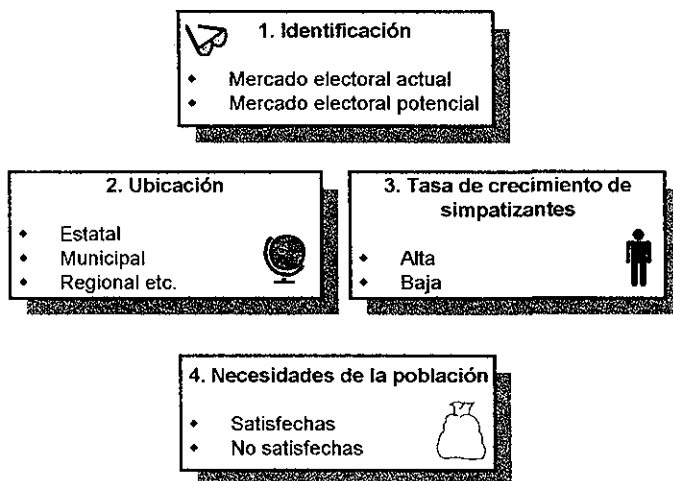 1. Identificación
Mercado electoral actual
Mercado electoral potencial
2. Ubicación
Estatal
Municipal
Regional etc.
3. Tasa de crecimiento de
simpatizantes
Alta
Baja
4. Necesidades de la población
Satisfechas
No satisfechas